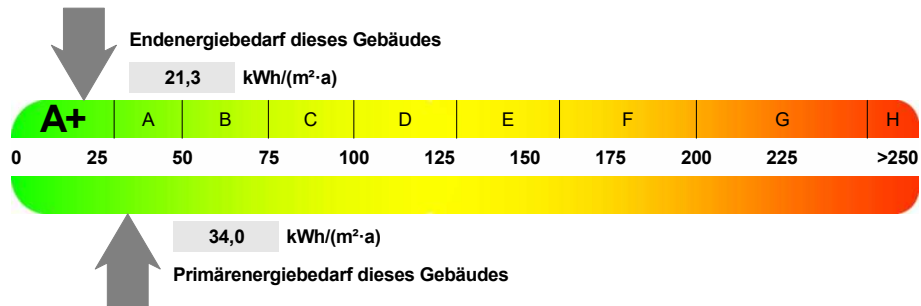 Endenergiebedarf dieses Gebäudes
21,3 kWh/(m²·a)
A+ A B C D E F G H
0 25 50 75 100 125 150 175 200 225 >250
34,0 kWh/(m²·a)
Primärenergiebedarf dieses Gebäudes